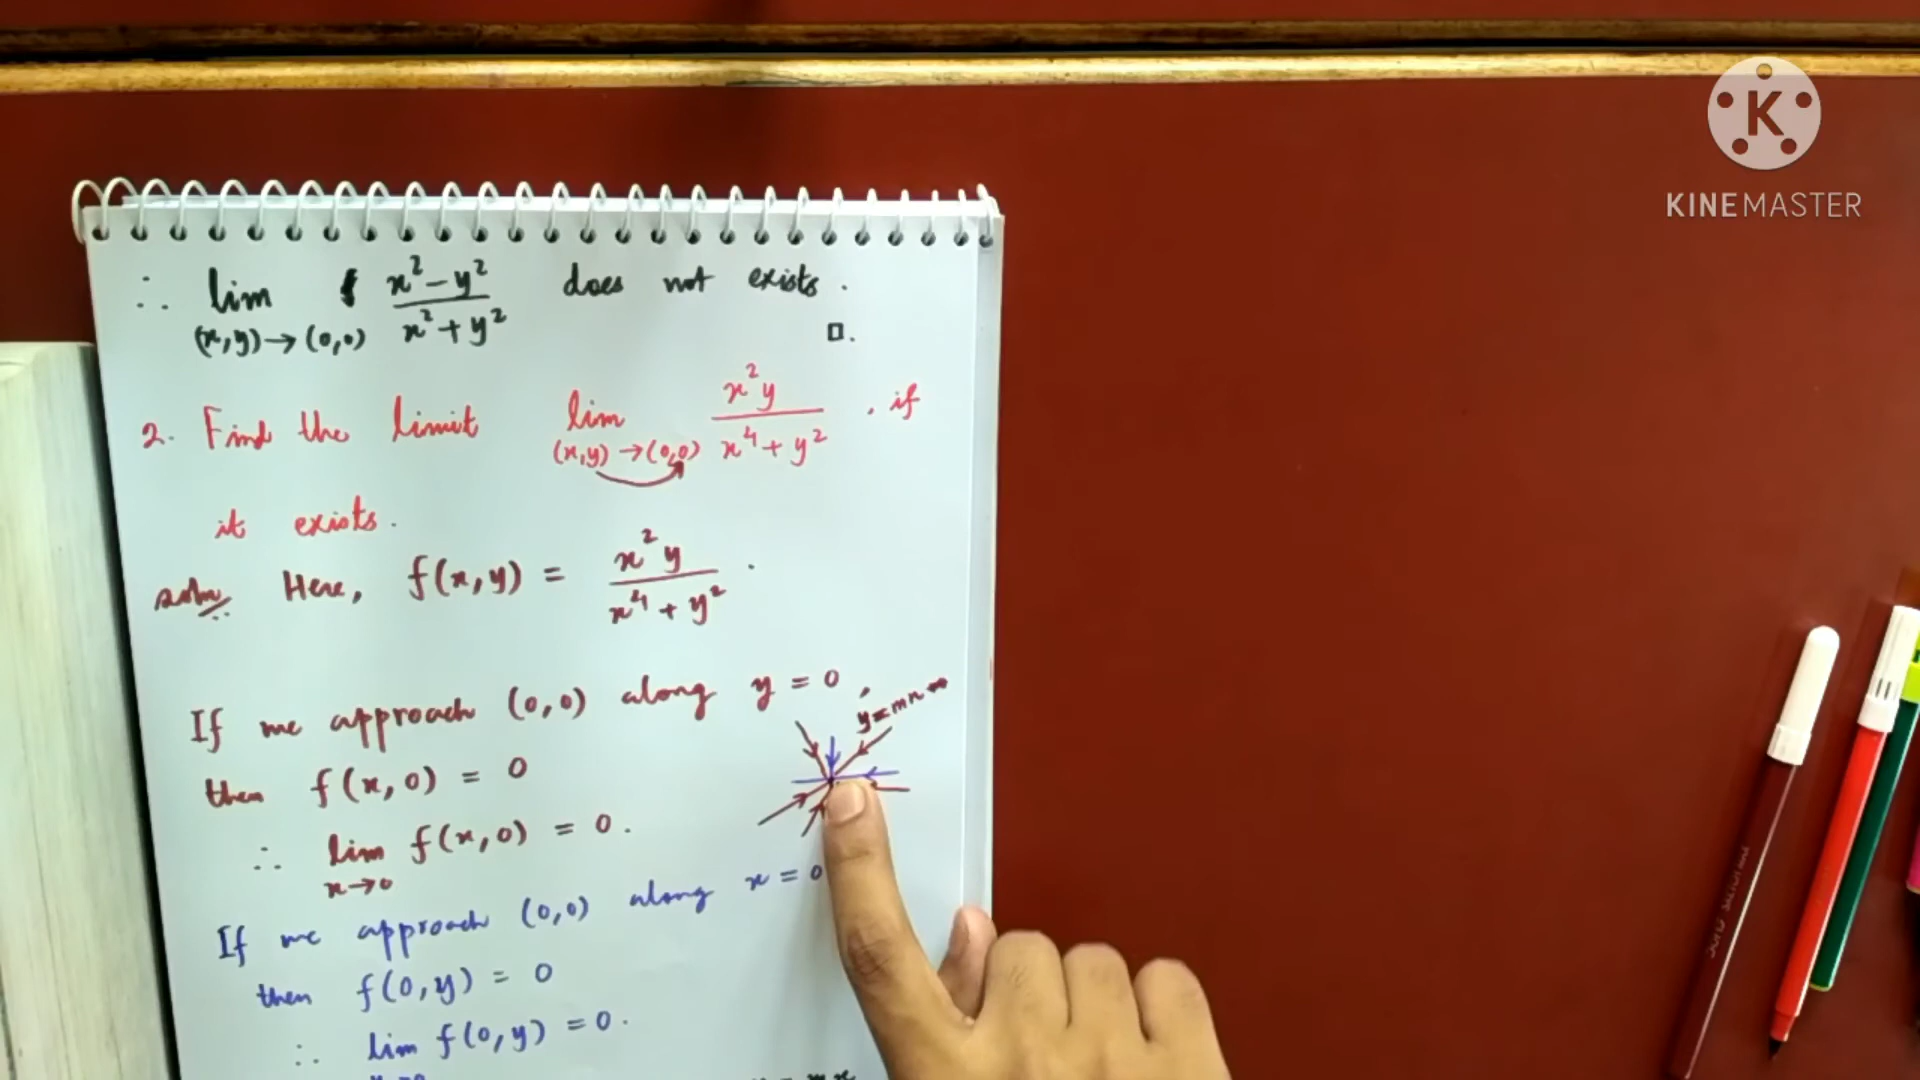 K
KINEMASTER
∴ lim x²-y²/x²+y² does not exists.
(x,y)→(0,0)
2. Find the limit lim x²y/x⁴+y², if
(x,y)→(0,0)
it exists.
soln Here, f(x,y) = x²y/x⁴+y².
If we approach (0,0) along y = 0,
y=mx
then f(x,0) = 0
∴ lim f(x,0) = 0.
x→0
If we approach (0,0) along x = 0
then f(0,y) = 0
∴ lim f(0,y) = 0.